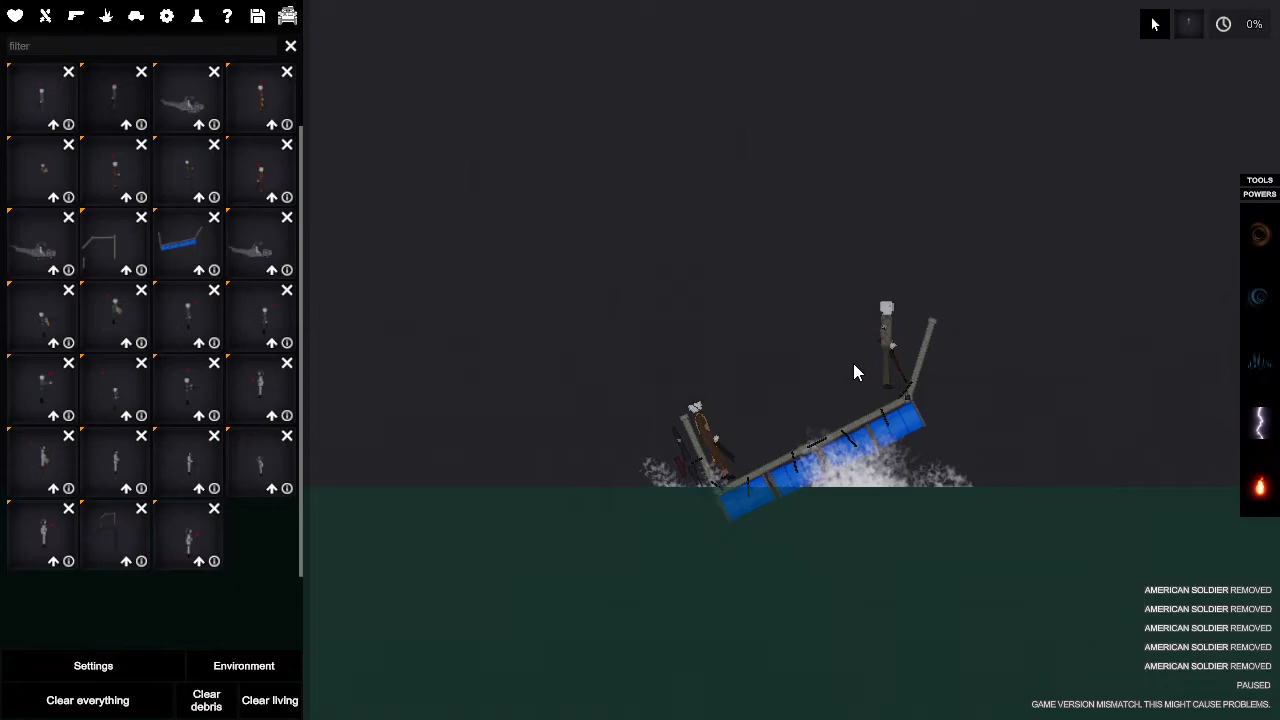 0%
filter
TOOLS
POWERS
AMERICAN SOLDIER REMOVED
AMERICAN SOLDIER REMOVED
AMERICAN SOLDIER REMOVED
AMERICAN SOLDIER REMOVED
AMERICAN SOLDIER REMOVED
PAUSED
GAME VERSION MISMATCH. THIS MIGHT CAUSE PROBLEMS.
Settings
Environment
Clear everything
Clear
debris
Clear living